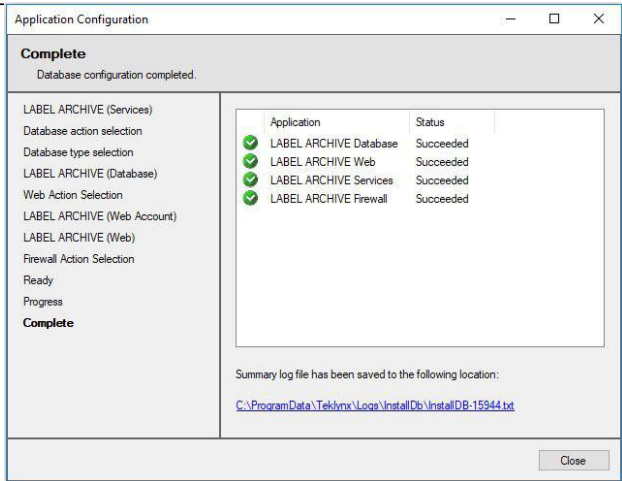 Application Configuration
Complete
Database configuration completed.
LABEL ARCHIVE (Services)
Database action selection
Database type selection
LABEL ARCHIVE (Database)
Web Action Selection
LABEL ARCHIVE (Web Account)
LABEL ARCHIVE (Web)
Firewall Action Selection
Ready
Progress
Complete
Application Status
LABEL ARCHIVE Database Succeeded
LABEL ARCHIVE Web Succeeded
LABEL ARCHIVE Services Succeeded
LABEL ARCHIVE Firewall Succeeded
Summary log file has been saved to the following location:
C:\ProgramData\Teklynx\Logs\InstallDb\InstallDB-15944.txt
Close